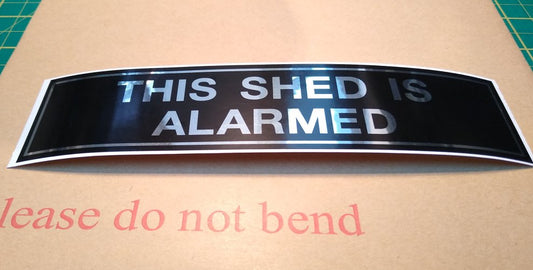 THIS SHED IS
ALARMED
lease do not bend